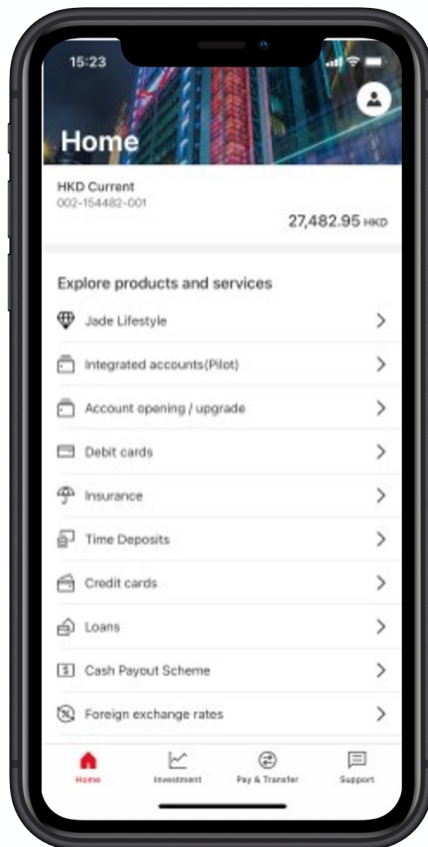 15:23
Home
HKD Current
002-154482-001
27,482.95 HKD
Explore products and services
Jade Lifestyle
Integrated accounts(Pilot)
Account opening / upgrade
Debit cards
Insurance
Time Deposits
Credit cards
Loans
Cash Payout Scheme
Foreign exchange rates
Home Investment Pay & Transfer Support